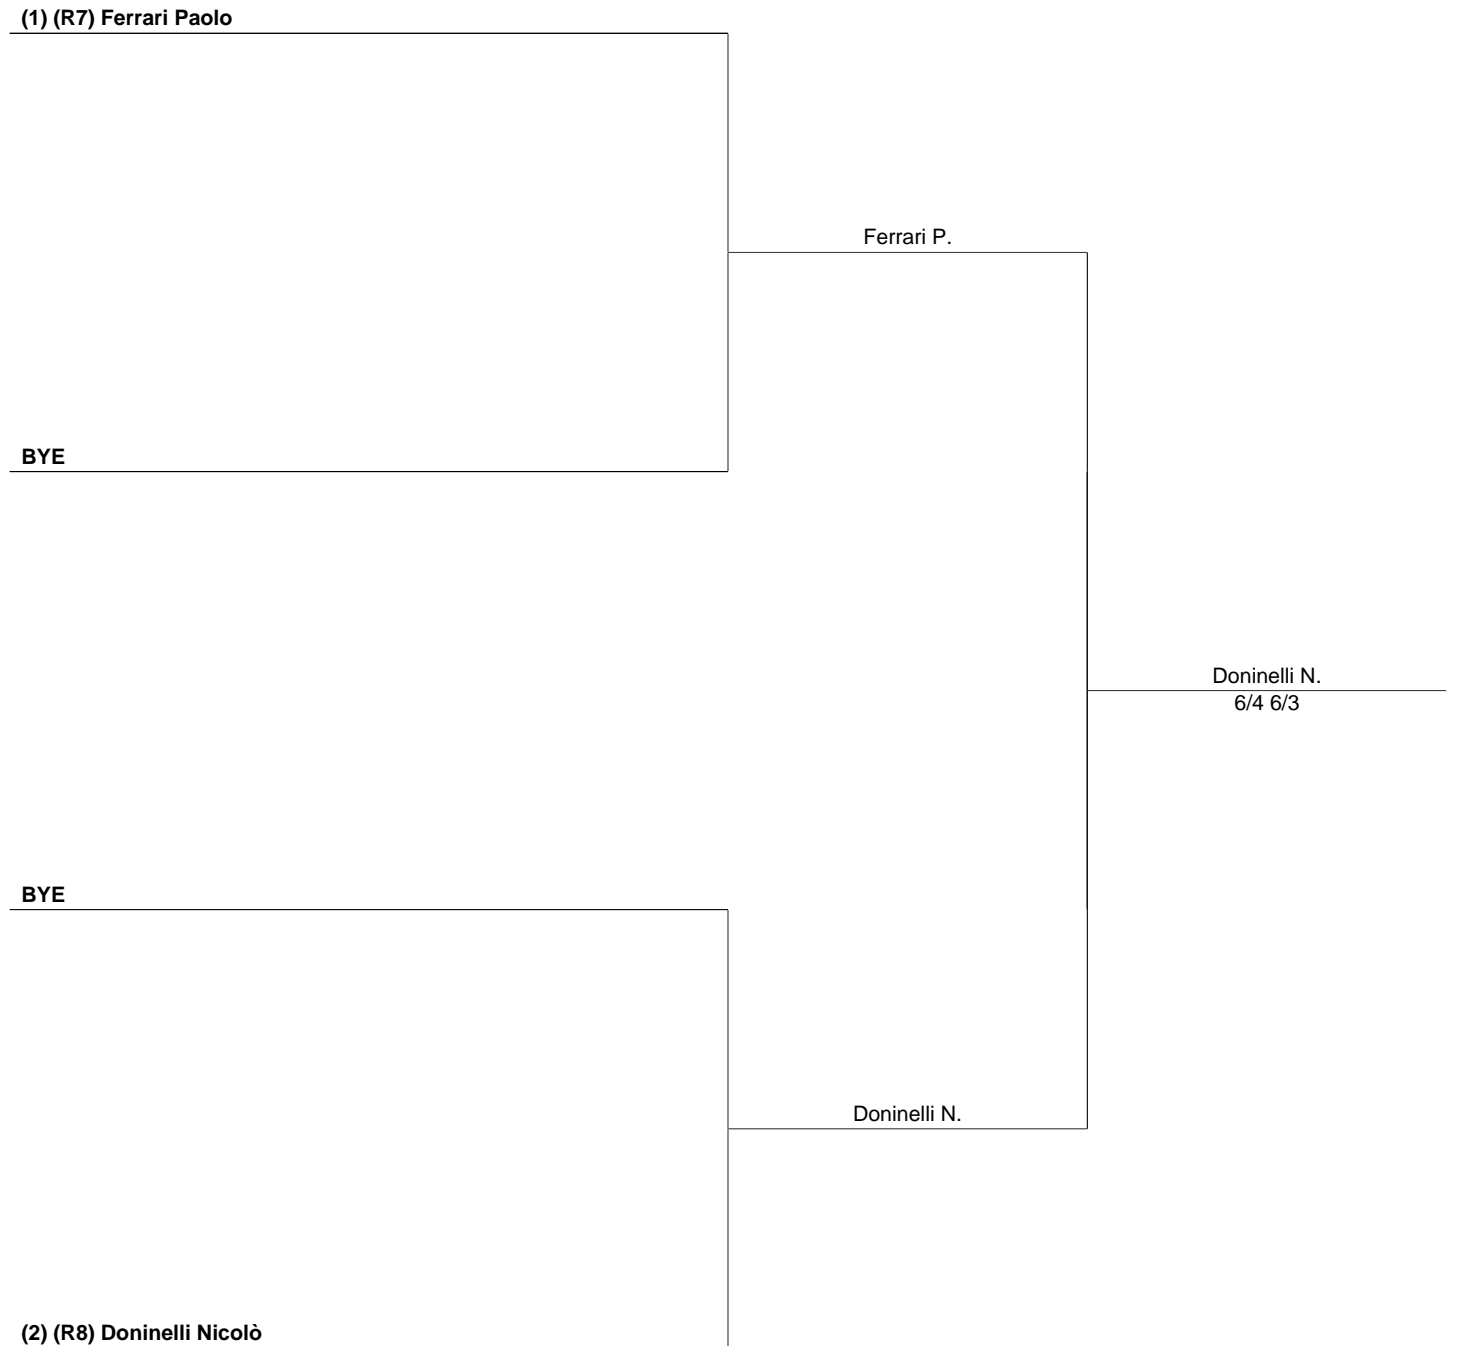 (1) (R7) Ferrari Paolo
Ferrari P.
BYE
Doninelli N.
6/4 6/3
BYE
Doninelli N.
(2) (R8) Doninelli Nicolò